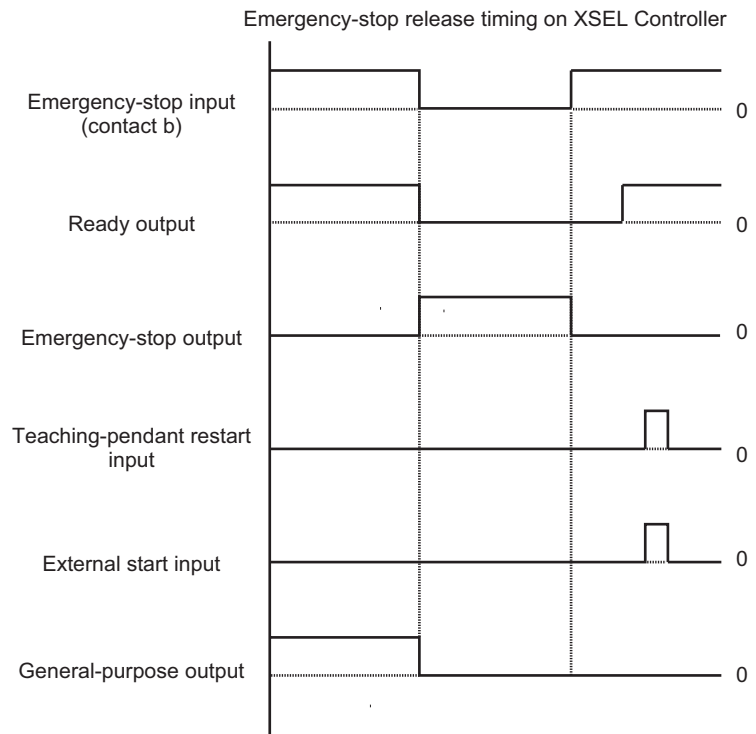 Emergency-stop release timing on XSEL Controller
Emergency-stop input
(contact b)
0
Ready output
0
Emergency-stop output
0
Teaching-pendant restart
input
0
External start input
0
General-purpose output
0